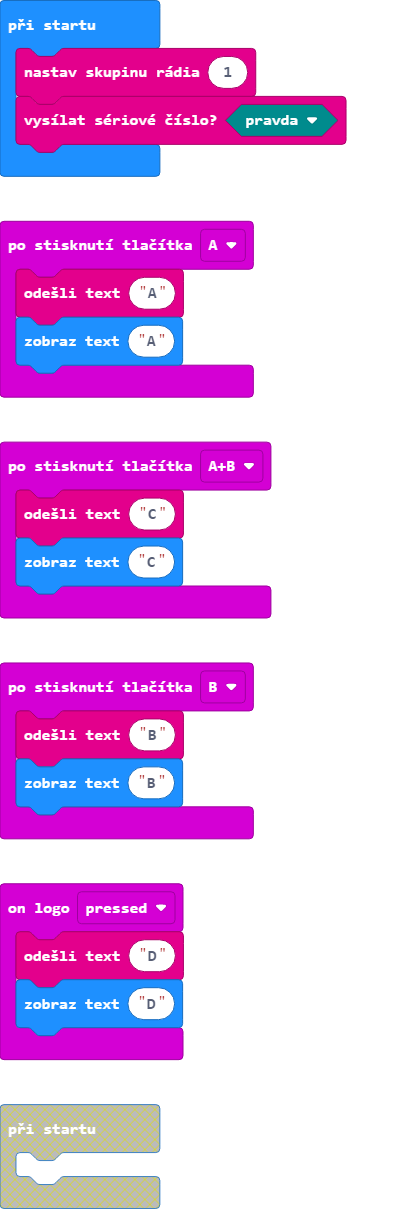 při startu
nastav skupinu rádia 1
vysílat sériové číslo? pravda
po stisknutí tlačítka A
odešli text "A"
zobraz text "A"
po stisknutí tlačítka A+B
odešli text "C"
zobraz text "C"
po stisknutí tlačítka B
odešli text "B"
zobraz text "B"
on logo pressed
odešli text "D"
zobraz text "D"
při startu